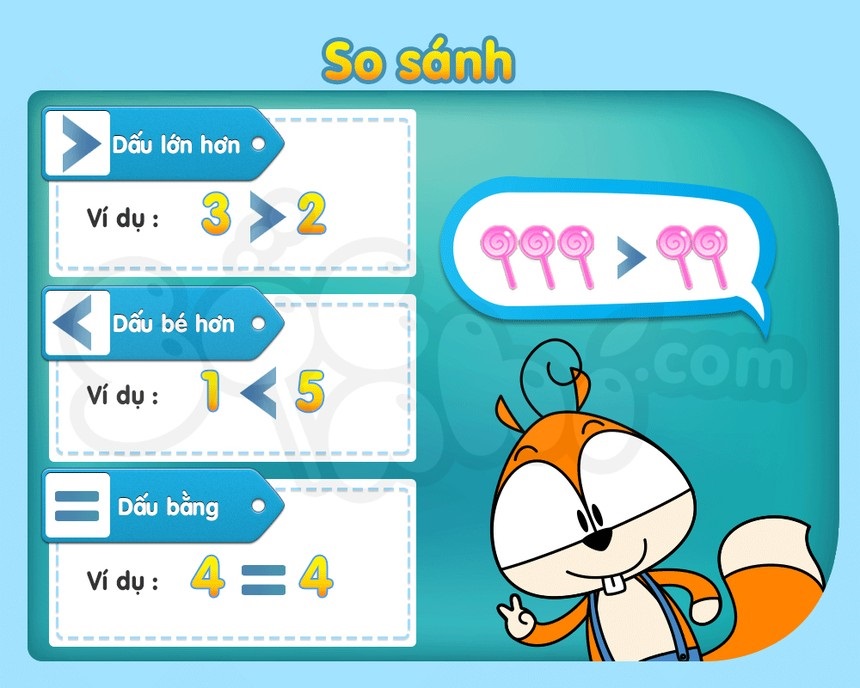 So sánh
> Dấu lớn hơn
Ví dụ : 3 > 2
>
< Dấu bé hơn
Ví dụ : 1 < 5
= Dấu bằng
Ví dụ : 4 = 4
.com